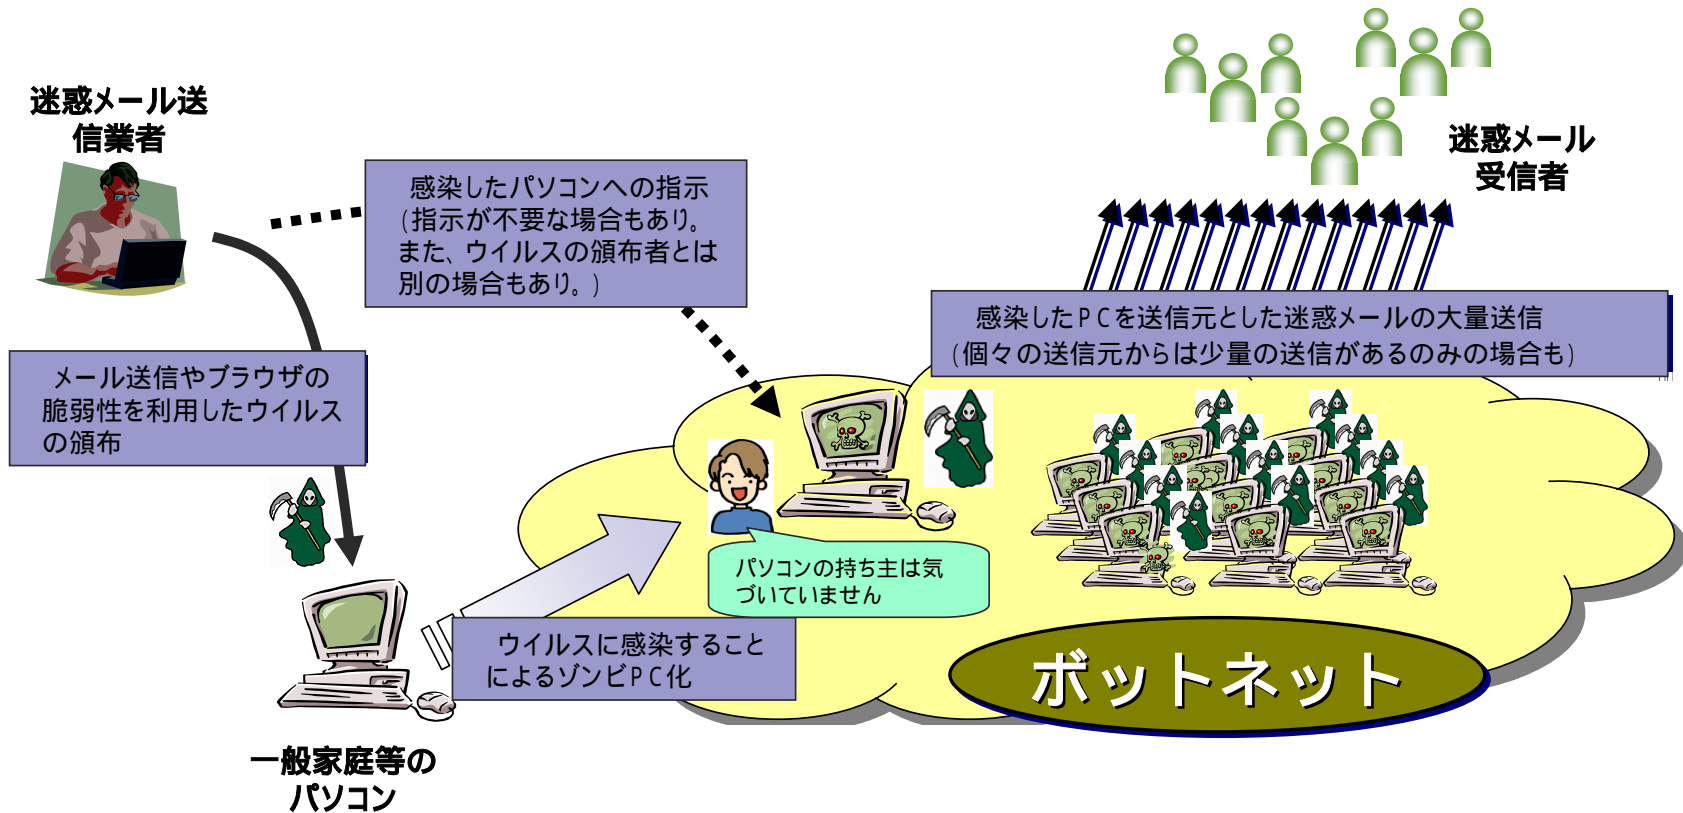 迷惑メール送
信業者
感染したパソコンへの指示
(指示が不要な場合もあり。
また、ウイルスの頒布者とは
別の場合もあり。)
迷惑メール
受信者
感染したPCを送信元とした迷惑メールの大量送信
(個々の送信元からは少量の送信があるのみの場合も)
メール送信やブラウザの
脆弱性を利用したウイルス
の頒布
パソコンの持ち主は気
づいていません
ウイルスに感染すること
によるゾンビPC化
ボットネット
一般家庭等の
パソコン